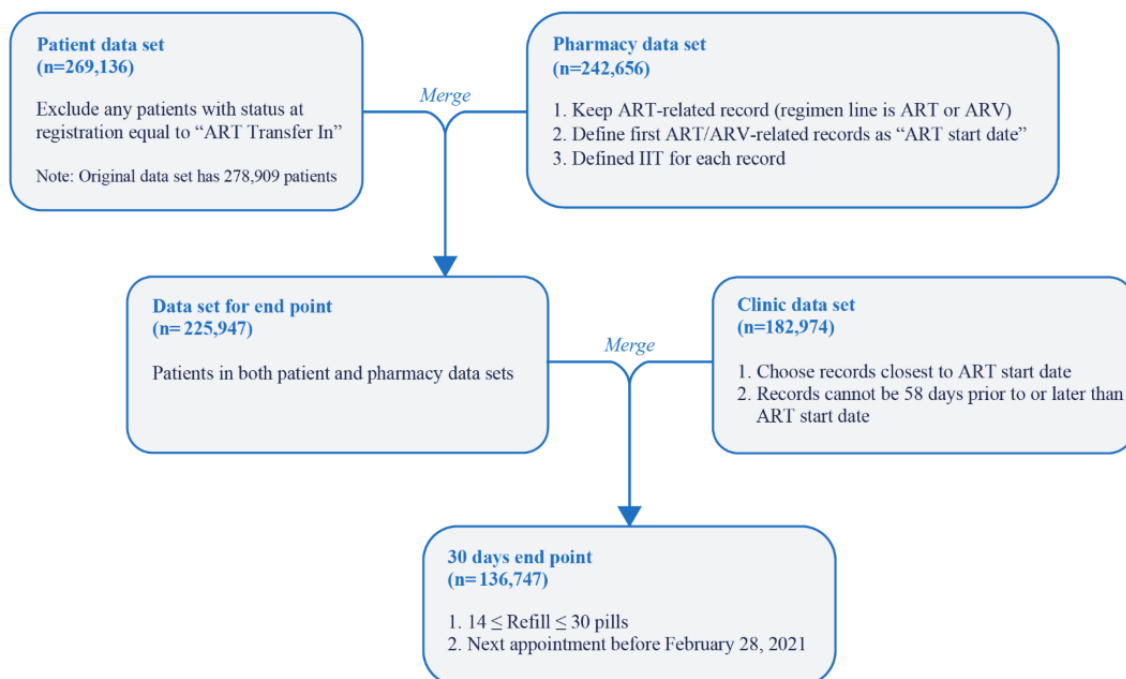 Patient data set
(n=269,136)
Exclude any patients with status at
registration equal to “ART Transfer In”
Note: Original data set has 278,909 patients
Merge
Pharmacy data set
(n=242,656)
1. Keep ART-related record (regimen line is ART or ARV)
2. Define first ART/ARV-related records as “ART start date”
3. Defined IIT for each record
Data set for end point
(n= 225,947)
Patients in both patient and pharmacy data sets
Merge
Clinic data set
(n=182,974)
1. Choose records closest to ART start date
2. Records cannot be 58 days prior to or later than
ART start date
30 days end point
(n= 136,747)
1. 14 ≤ Refill ≤ 30 pills
2. Next appointment before February 28, 2021